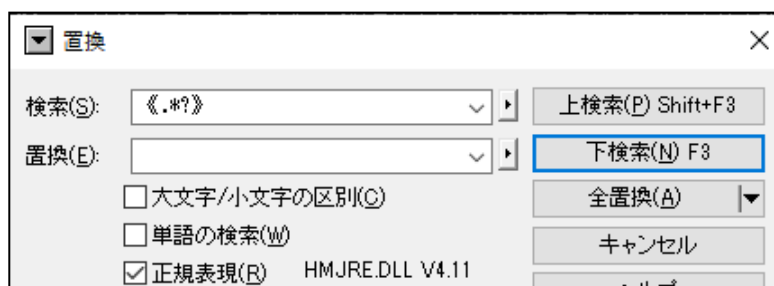 置換
検索(S): 《.*?》 上検索(P) Shift+F3
置換(E): 下検索(N) F3
大文字/小文字の区別(C) 全置換(A)
単語の検索(W) キャンセル
正規表現(R) HMJRE.DLL V4.11